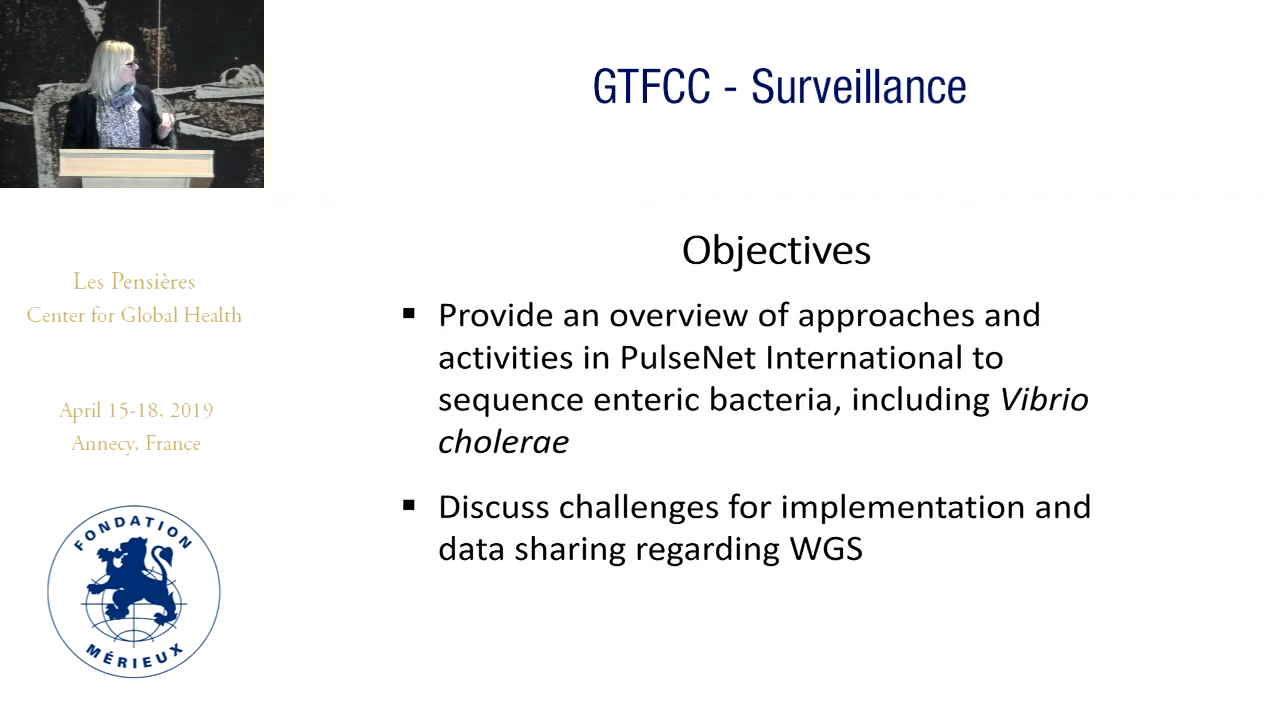 GTFCC - Surveillance
Les Pensières
Center for Global Health
April 15-18, 2019
Annecy, France
FONDATION
MÉRIEUX
Objectives
▪ Provide an overview of approaches and
activities in PulseNet International to
sequence enteric bacteria, including Vibrio
cholerae
▪ Discuss challenges for implementation and
data sharing regarding WGS